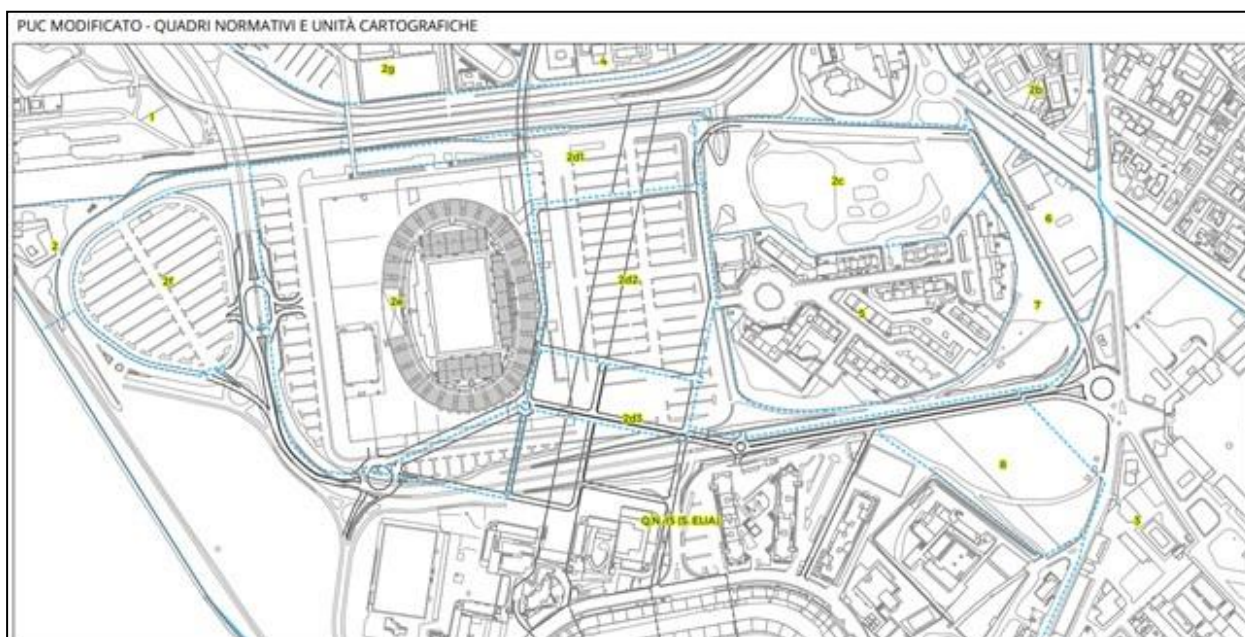 PUC MODIFICATO - QUADRI NORMATIVI E UNITÀ CARTOGRAFICHE
2g
4
2b
1
2d1
2c
6
2
2f
2e
2d2
5
7
2d3
8
Q.N. 15 (S. ELIA)
3